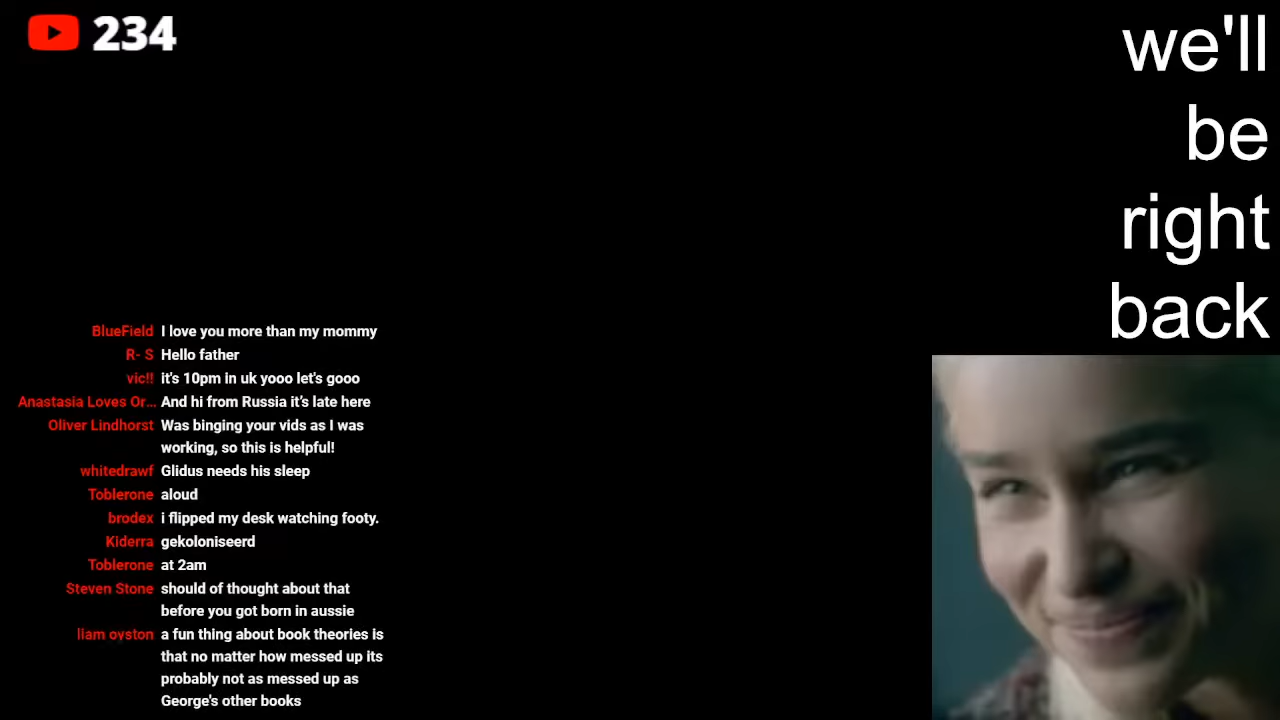 234
we'll
be
right
back
BlueField I love you more than my mommy
R- S Hello father
vic!! it's 10pm in uk yooo let's gooo
Anastasia Loves Or... And hi from Russia it’s late here
Oliver Lindhorst Was binging your vids as I was
working, so this is helpful!
whitedrawf Glidus needs his sleep
Toblerone aloud
brodex i flipped my desk watching footy.
Kiderra gekoloniseerd
Toblerone at 2am
Steven Stone should of thought about that
before you got born in aussie
liam oyston a fun thing about book theories is
that no matter how messed up its
probably not as messed up as
George's other books